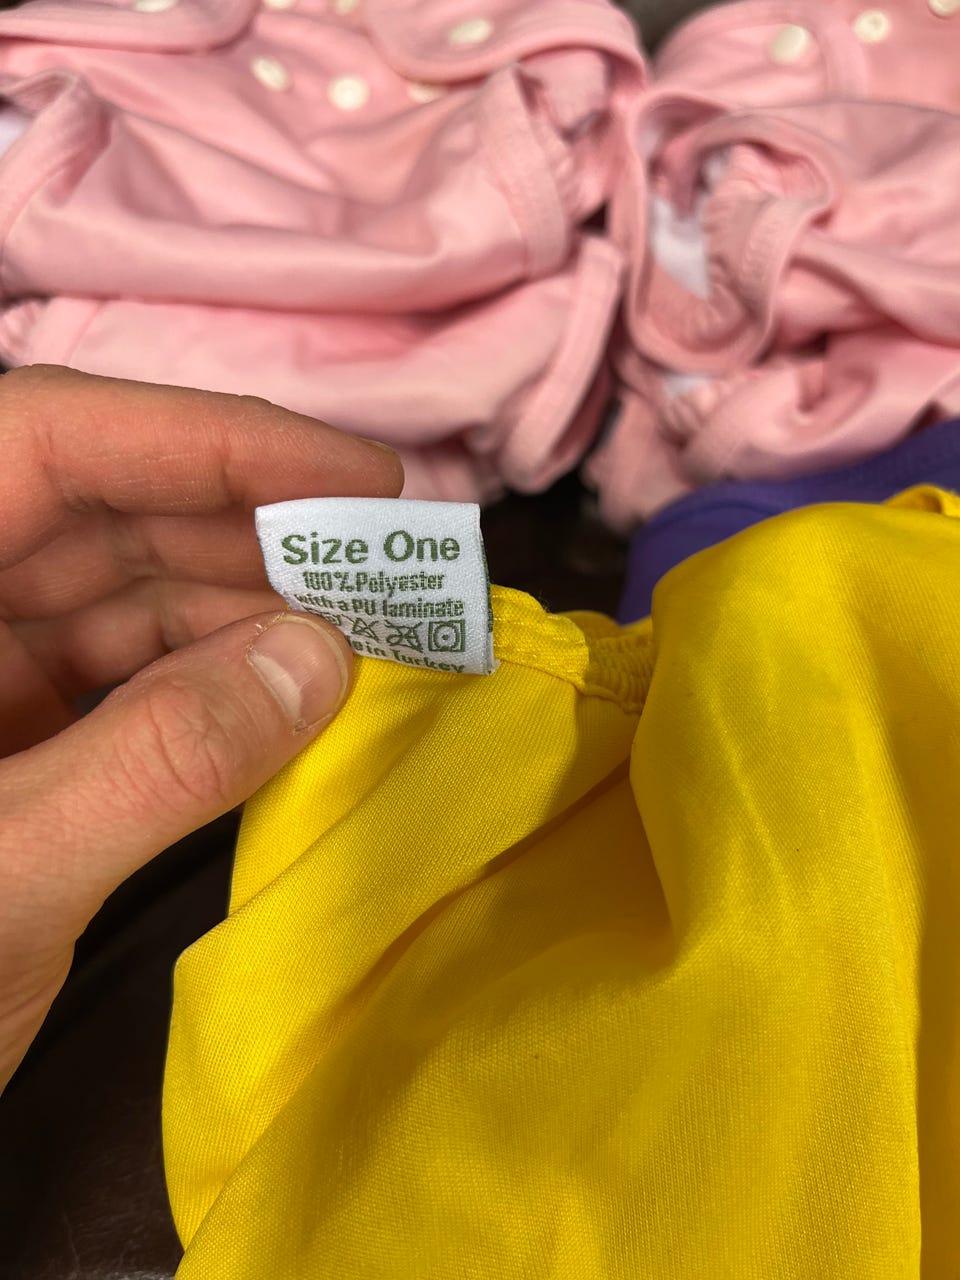 Size One
100% Polyester
with a PU laminate
in Turkey